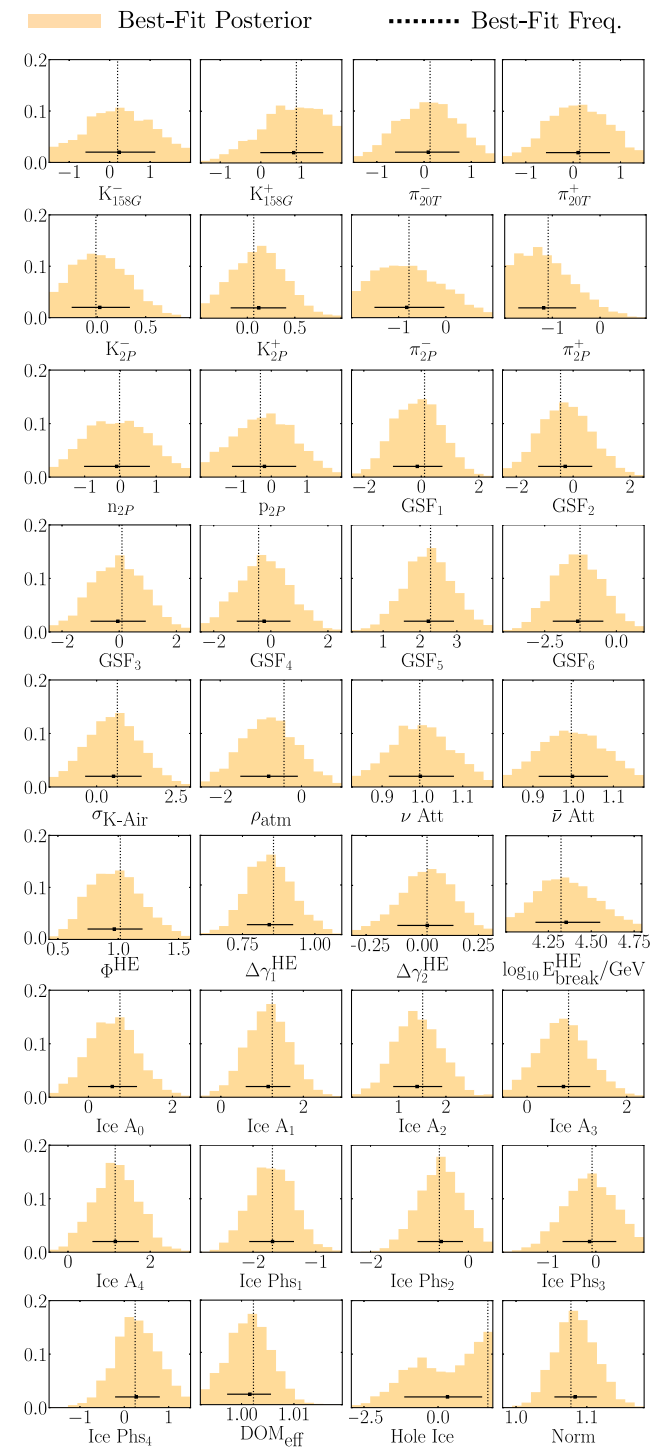 Best-Fit Posterior Best-Fit Freq.
0.2
0.1
0.0
−1 0 1 −1 0 1 −1 0 1 −1 0 1
K⁻₁₅₈G K⁺₁₅₈G π⁻₂₀T π⁺₂₀T
0.2
0.1
0.0
0.0 0.5 0.0 0.5 −1 0 −1 0
K⁻₂P K⁺₂P π⁻₂P π⁺₂P
0.2
0.1
0.0
−1 0 1 −1 0 1 −2 0 2 −2 0 2
n₂P p₂P GSF₁ GSF₂
0.2
0.1
0.0
−2 0 2 −2 0 2 1 2 3 −2.5 0.0
GSF₃ GSF₄ GSF₅ GSF₆
0.2
0.1
0.0
0.0 2.5 −2 0 0.9 1.0 1.1 0.9 1.0 1.1
σK-Air ρatm ν Att ν̄ Att
0.2
0.1
0.0
0.5 1.0 1.5 0.75 1.00 -0.25 0.00 0.25 4.25 4.50 4.75
Φᴴᴱ Δγ₁ᴴᴱ Δγ₂ᴴᴱ log₁₀ Eᴴᴱbreak/GeV
0.2
0.1
0.0
0 2 0 2 1 2 0 2
Ice A₀ Ice A₁ Ice A₂ Ice A₃
0.2
0.1
0.0
0 2 −2 −1 −2 0 −1 0
Ice A₄ Ice Phs₁ Ice Phs₂ Ice Phs₃
0.2
0.1
0.0
−1 0 1 1.00 1.01 −2.5 0.0 1.0 1.1
Ice Phs₄ DOMeff Hole Ice Norm